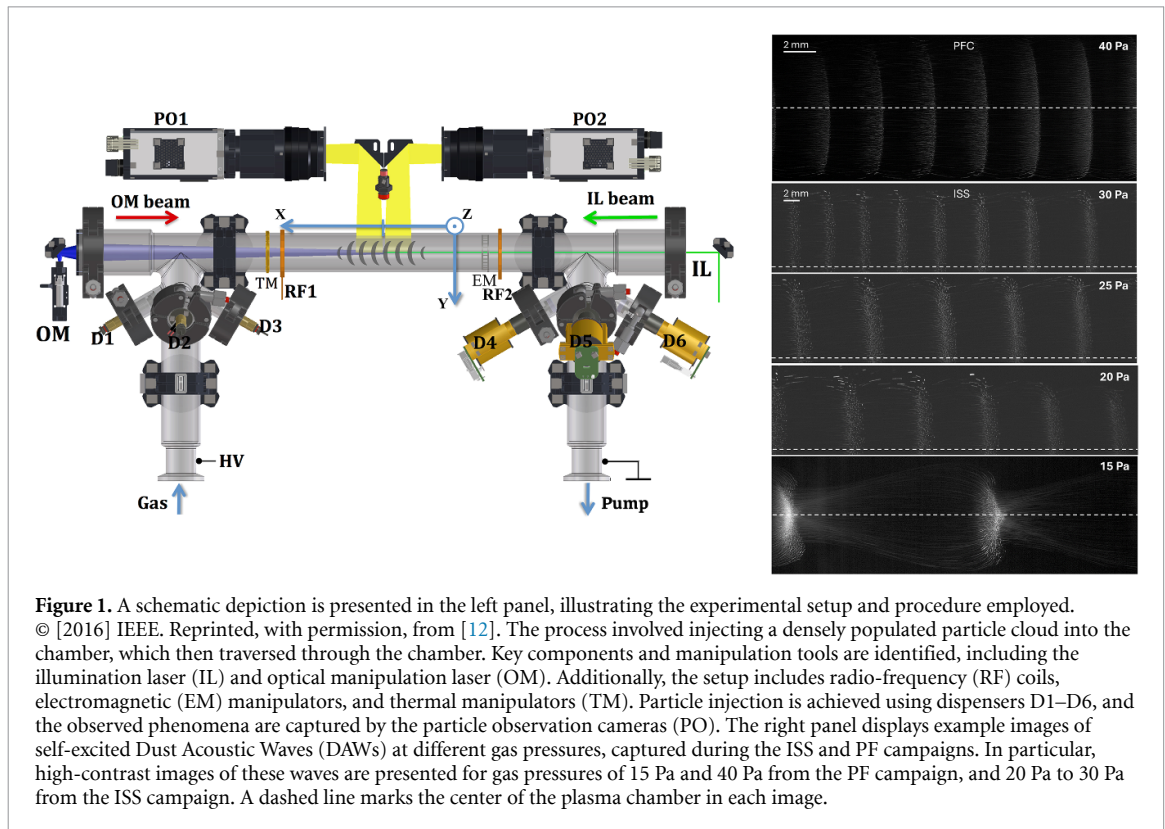 PO1
PO2
OM beam
IL beam
X
Z
Y
TM
RF1
EM
RF2
IL
OM
D1
D2
D3
D4
D5
D6
HV
Gas
Pump
2 mm
PFC
40 Pa
2 mm
ISS
30 Pa
25 Pa
20 Pa
15 Pa
Figure 1. A schematic depiction is presented in the left panel, illustrating the experimental setup and procedure employed.
© [2016] IEEE. Reprinted, with permission, from [12]. The process involved injecting a densely populated particle cloud into the
chamber, which then traversed through the chamber. Key components and manipulation tools are identified, including the
illumination laser (IL) and optical manipulation laser (OM). Additionally, the setup includes radio-frequency (RF) coils,
electromagnetic (EM) manipulators, and thermal manipulators (TM). Particle injection is achieved using dispensers D1–D6, and
the observed phenomena are captured by the particle observation cameras (PO). The right panel displays example images of
self-excited Dust Acoustic Waves (DAWs) at different gas pressures, captured during the ISS and PF campaigns. In particular,
high-contrast images of these waves are presented for gas pressures of 15 Pa and 40 Pa from the PF campaign, and 20 Pa to 30 Pa
from the ISS campaign. A dashed line marks the center of the plasma chamber in each image.